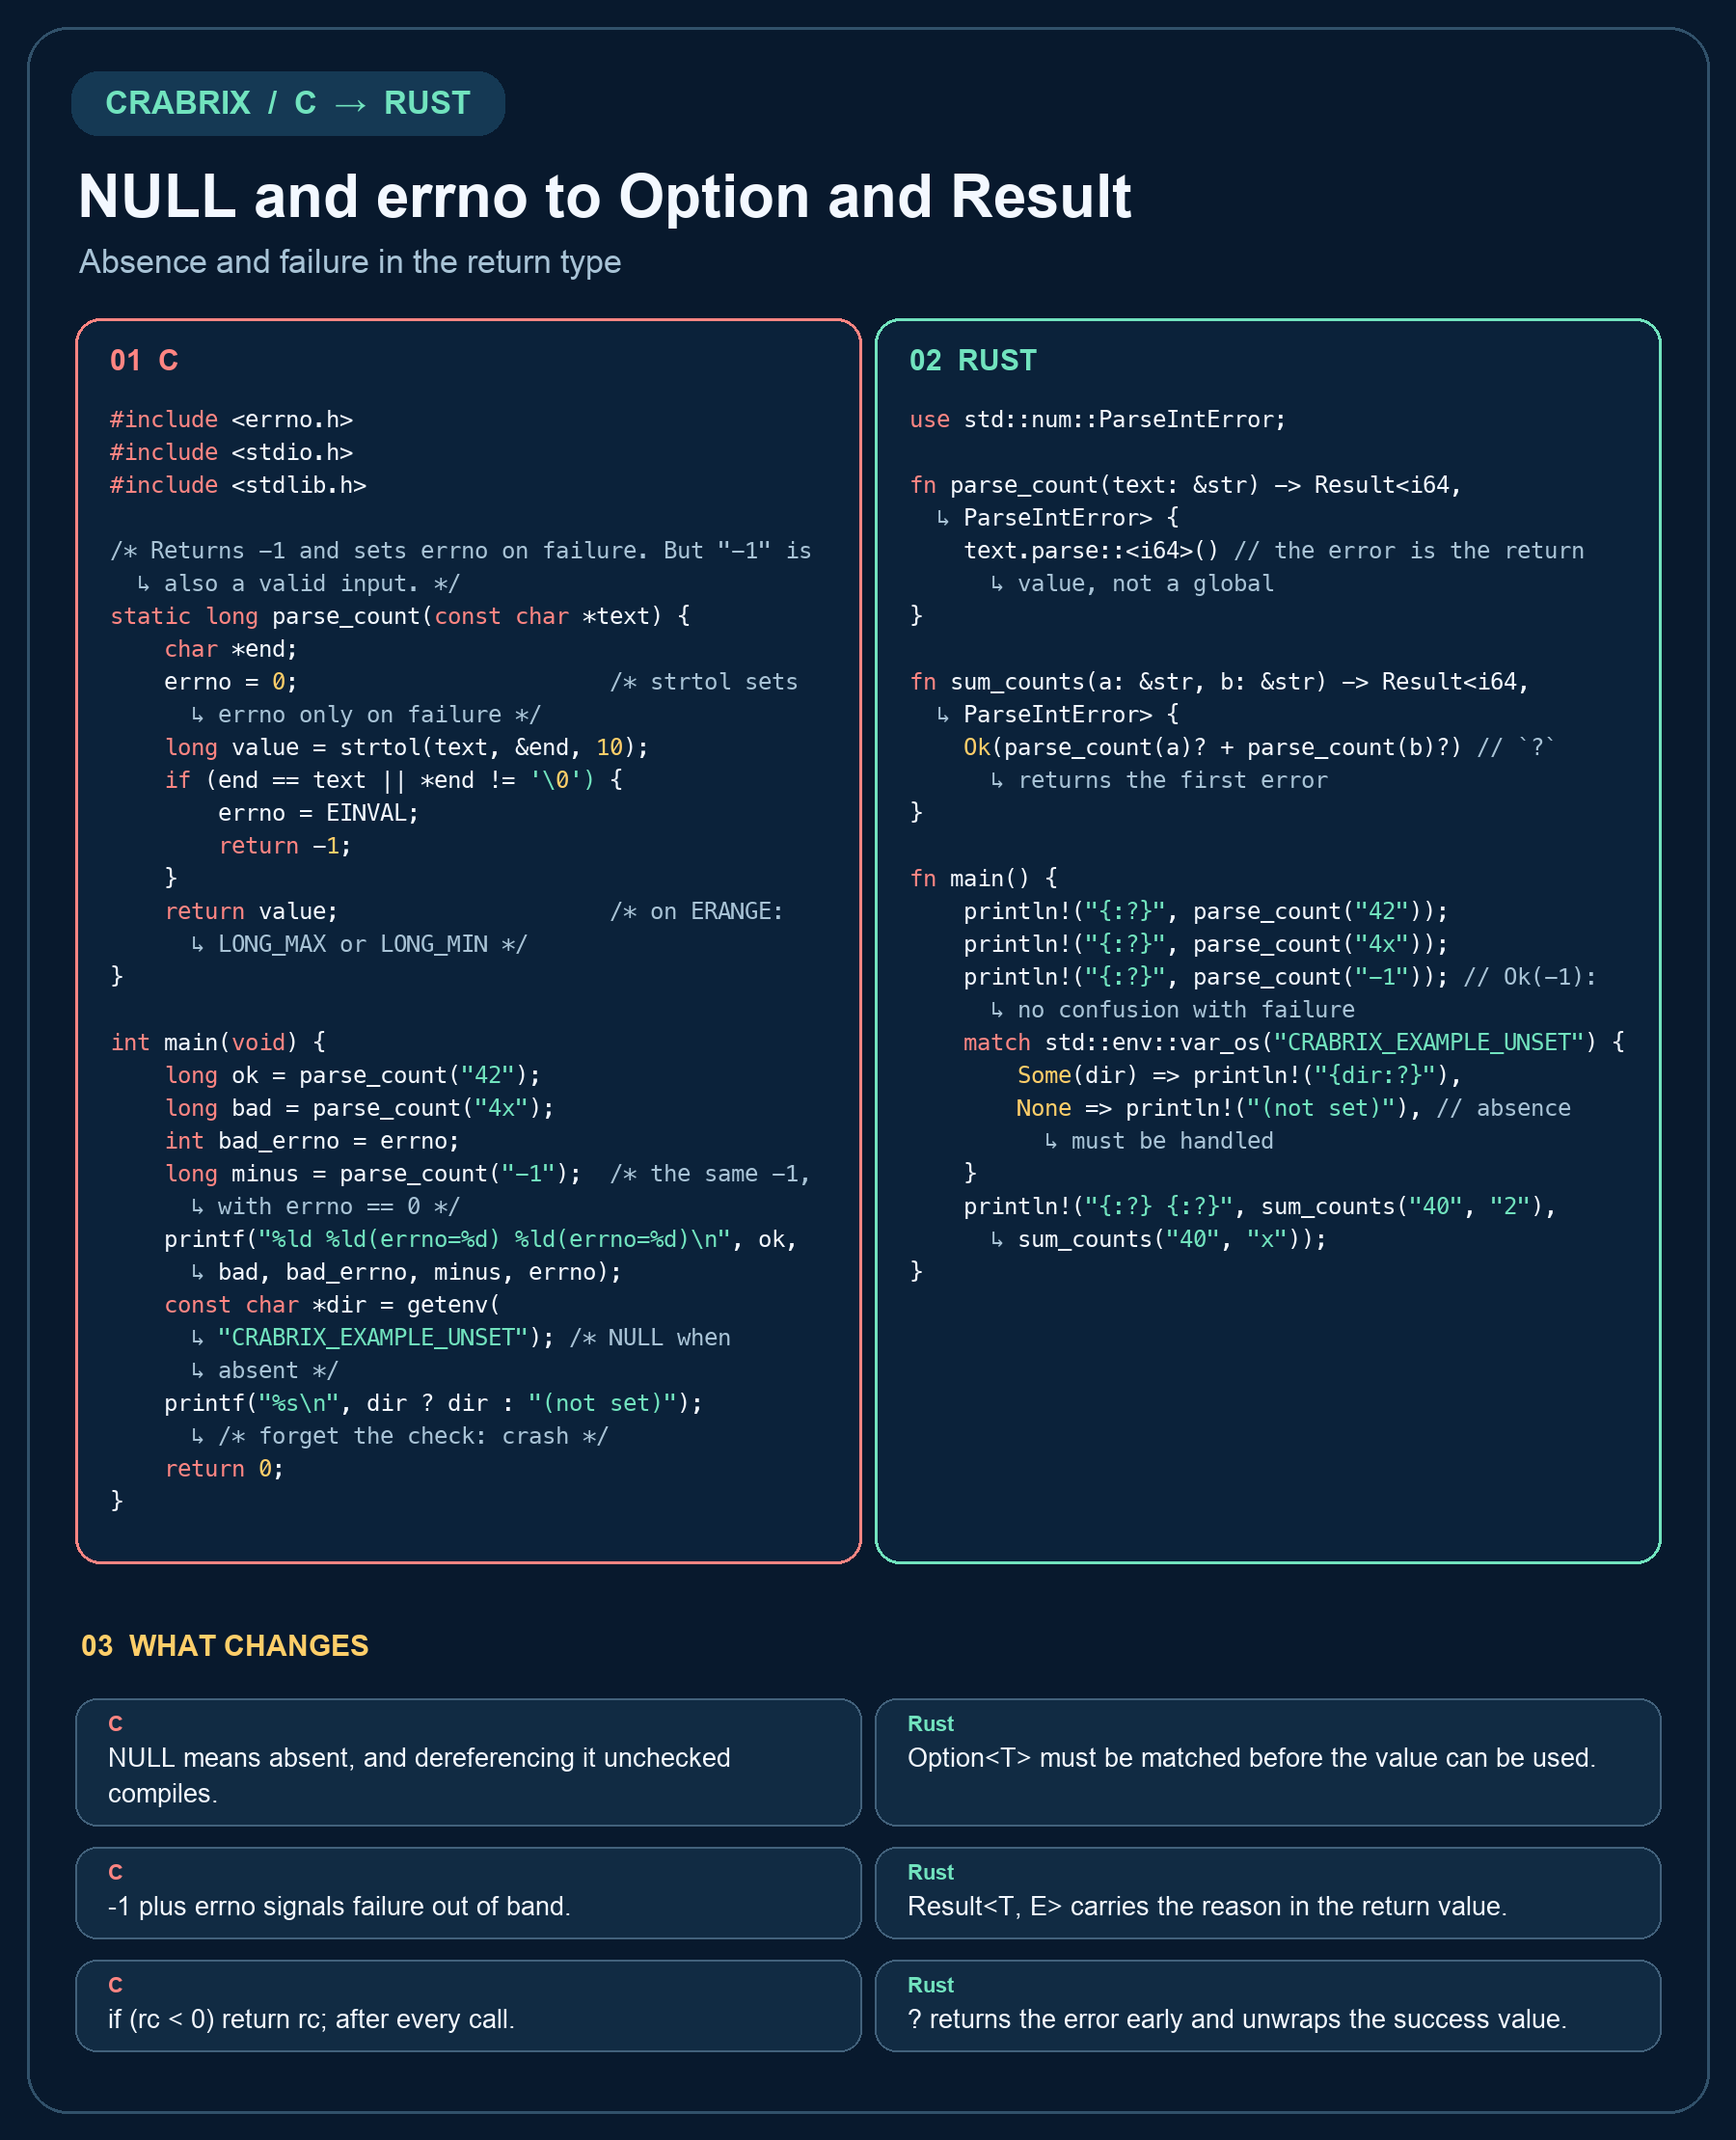 CRABRIX / C → RUST
NULL and errno to Option and Result
Absence and failure in the return type
01 C
#include <errno.h>
#include <stdio.h>
#include <stdlib.h>

/* Returns −1 and sets errno on failure. But "−1" is
  ↳ also a valid input. */
static long parse_count(const char *text) {
    char *end;
    errno = 0;                       /* strtol sets
      ↳ errno only on failure */
    long value = strtol(text, &end, 10);
    if (end == text || *end != '\0') {
        errno = EINVAL;
        return −1;
    }
    return value;                    /* on ERANGE:
      ↳ LONG_MAX or LONG_MIN */
}

int main(void) {
    long ok = parse_count("42");
    long bad = parse_count("4x");
    int bad_errno = errno;
    long minus = parse_count("−1");  /* the same −1,
      ↳ with errno == 0 */
    printf("%ld %ld(errno=%d) %ld(errno=%d)\n", ok,
      ↳ bad, bad_errno, minus, errno);
    const char *dir = getenv(
      ↳ "CRABRIX_EXAMPLE_UNSET"); /* NULL when
      ↳ absent */
    printf("%s\n", dir ? dir : "(not set)");
      ↳ /* forget the check: crash */
    return 0;
}
02 RUST
use std::num::ParseIntError;

fn parse_count(text: &str) −> Result<i64,
  ↳ ParseIntError> {
    text.parse::<i64>() // the error is the return
      ↳ value, not a global
}

fn sum_counts(a: &str, b: &str) −> Result<i64,
  ↳ ParseIntError> {
    Ok(parse_count(a)? + parse_count(b)?) // `?`
      ↳ returns the first error
}

fn main() {
    println!("{:?}", parse_count("42"));
    println!("{:?}", parse_count("4x"));
    println!("{:?}", parse_count("−1")); // Ok(−1):
      ↳ no confusion with failure
    match std::env::var_os("CRABRIX_EXAMPLE_UNSET") {
        Some(dir) => println!("{dir:?}"),
        None => println!("(not set)"), // absence
          ↳ must be handled
    }
    println!("{:?} {:?}", sum_counts("40", "2"),
      ↳ sum_counts("40", "x"));
}
03 WHAT CHANGES
C
NULL means absent, and dereferencing it unchecked
compiles.
Rust
Option<T> must be matched before the value can be used.
C
-1 plus errno signals failure out of band.
Rust
Result<T, E> carries the reason in the return value.
C
if (rc < 0) return rc; after every call.
Rust
? returns the error early and unwraps the success value.